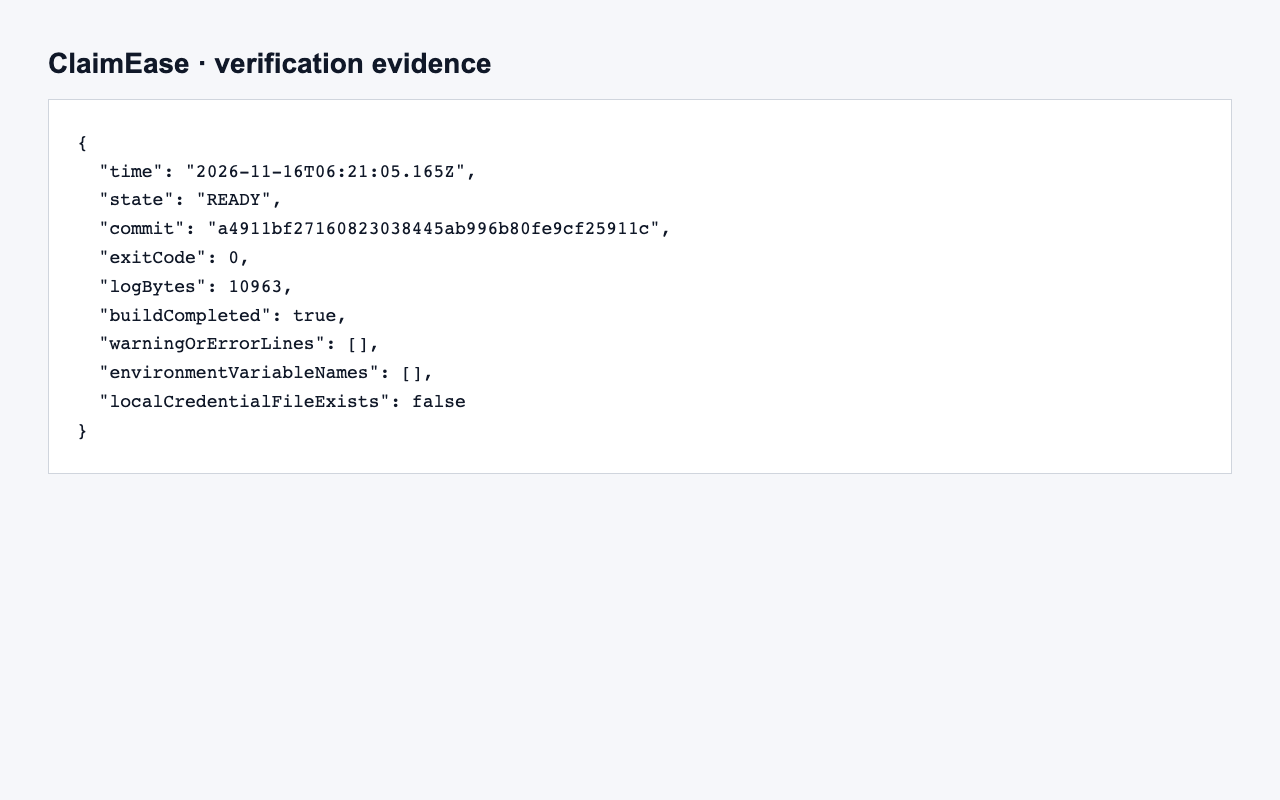 ClaimEase · verification evidence
{
  "time": "2026-11-16T06:21:05.165Z",
  "state": "READY",
  "commit": "a4911bf27160823038445ab996b80fe9cf25911c",
  "exitCode": 0,
  "logBytes": 10963,
  "buildCompleted": true,
  "warningOrErrorLines": [],
  "environmentVariableNames": [],
  "localCredentialFileExists": false
}